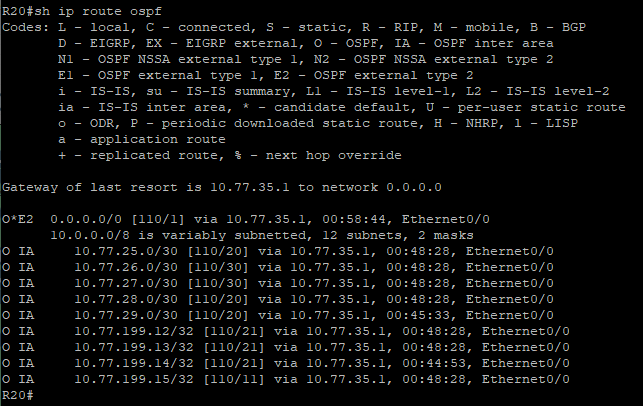 R20#sh ip route ospf
Codes: L - local, C - connected, S - static, R - RIP, M - mobile, B - BGP
       D - EIGRP, EX - EIGRP external, O - OSPF, IA - OSPF inter area
       N1 - OSPF NSSA external type 1, N2 - OSPF NSSA external type 2
       E1 - OSPF external type 1, E2 - OSPF external type 2
       i - IS-IS, su - IS-IS summary, L1 - IS-IS level-1, L2 - IS-IS level-2
       ia - IS-IS inter area, * - candidate default, U - per-user static route
       o - ODR, P - periodic downloaded static route, H - NHRP, l - LISP
       a - application route
       + - replicated route, % - next hop override
Gateway of last resort is 10.77.35.1 to network 0.0.0.0
O*E2  0.0.0.0/0 [110/1] via 10.77.35.1, 00:58:44, Ethernet0/0
      10.0.0.0/8 is variably subnetted, 12 subnets, 2 masks
O IA     10.77.25.0/30 [110/20] via 10.77.35.1, 00:48:28, Ethernet0/0
O IA     10.77.26.0/30 [110/30] via 10.77.35.1, 00:48:28, Ethernet0/0
O IA     10.77.27.0/30 [110/30] via 10.77.35.1, 00:48:28, Ethernet0/0
O IA     10.77.28.0/30 [110/20] via 10.77.35.1, 00:48:28, Ethernet0/0
O IA     10.77.29.0/30 [110/20] via 10.77.35.1, 00:45:33, Ethernet0/0
O IA     10.77.199.12/32 [110/21] via 10.77.35.1, 00:48:28, Ethernet0/0
O IA     10.77.199.13/32 [110/21] via 10.77.35.1, 00:48:28, Ethernet0/0
O IA     10.77.199.14/32 [110/21] via 10.77.35.1, 00:44:53, Ethernet0/0
O IA     10.77.199.15/32 [110/11] via 10.77.35.1, 00:48:28, Ethernet0/0
R20#